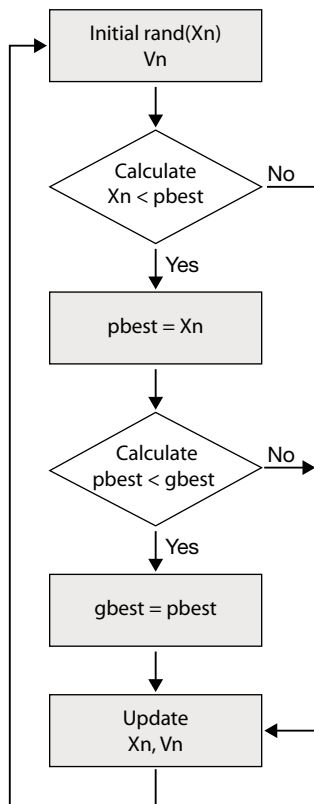 Initial rand(Xn)
Vn
Calculate
Xn < pbest
No
Yes
pbest = Xn
Calculate
pbest < gbest
No
Yes
gbest = pbest
Update
Xn, Vn